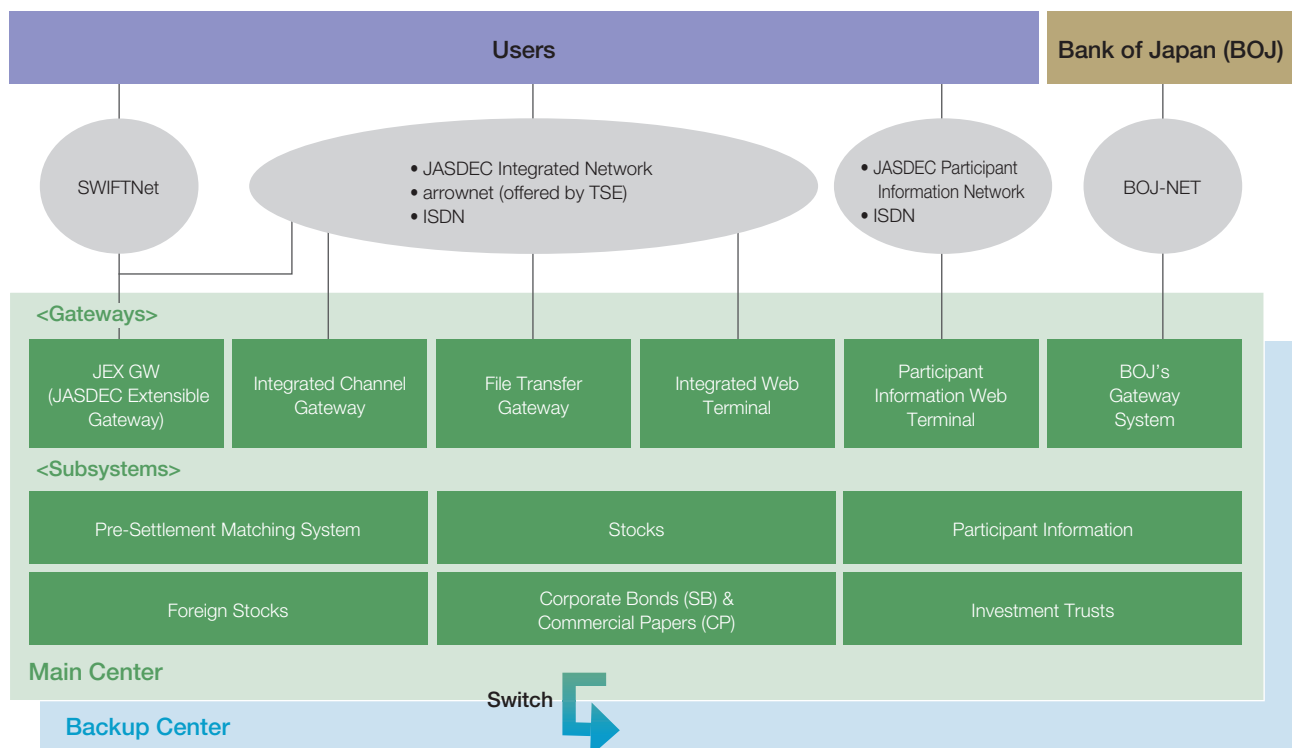 Users
Bank of Japan (BOJ)
SWIFTNet
• JASDEC Integrated Network
• arrownet (offered by TSE)
• ISDN
• JASDEC Participant
Information Network
• ISDN
BOJ-NET
<Gateways>
JEX GW
(JASDEC Extensible
Gateway)
Integrated Channel
Gateway
File Transfer
Gateway
Integrated Web
Terminal
Participant
Information Web
Terminal
BOJ's
Gateway
System
<Subsystems>
Pre-Settlement Matching System
Stocks
Participant Information
Foreign Stocks
Corporate Bonds (SB) &
Commercial Papers (CP)
Investment Trusts
Main Center
Switch
Backup Center